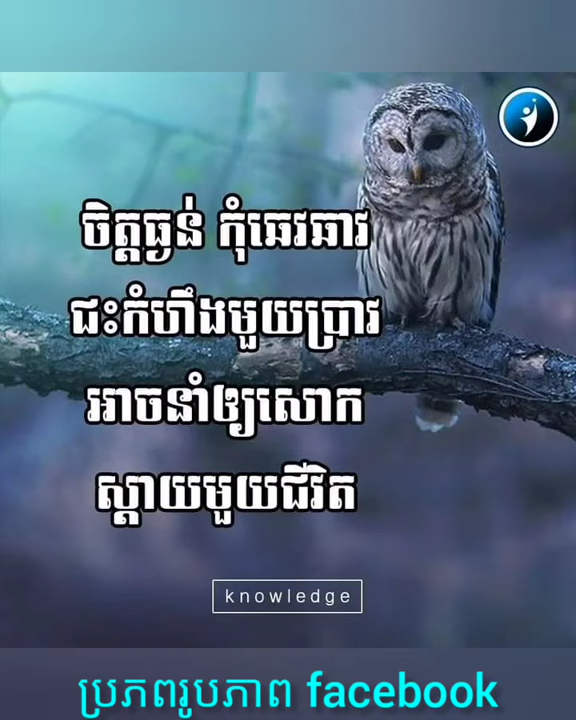 ចិត្តធ្ងន់ កុំឆេវឆាវ
ជះកំហឹងមួយប្រាវ
អាចនាំឲ្យសោក
ស្ដាយមួយជីវិត
knowledge
ប្រភពរូបភាព facebook